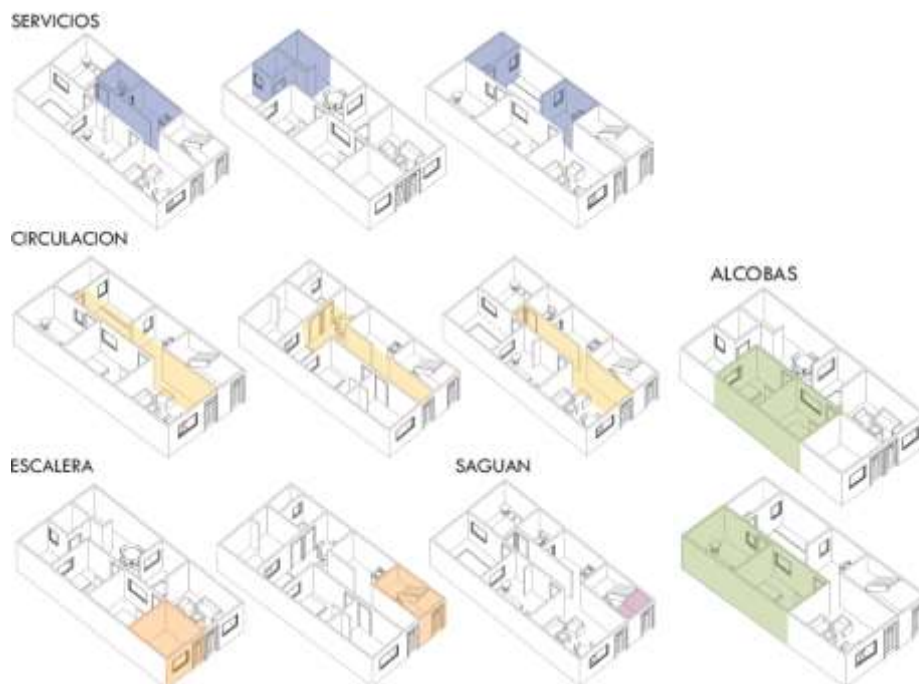 SERVICIOS
CIRCULACION
ALCOBAS
ESCALERA
SAGUAN